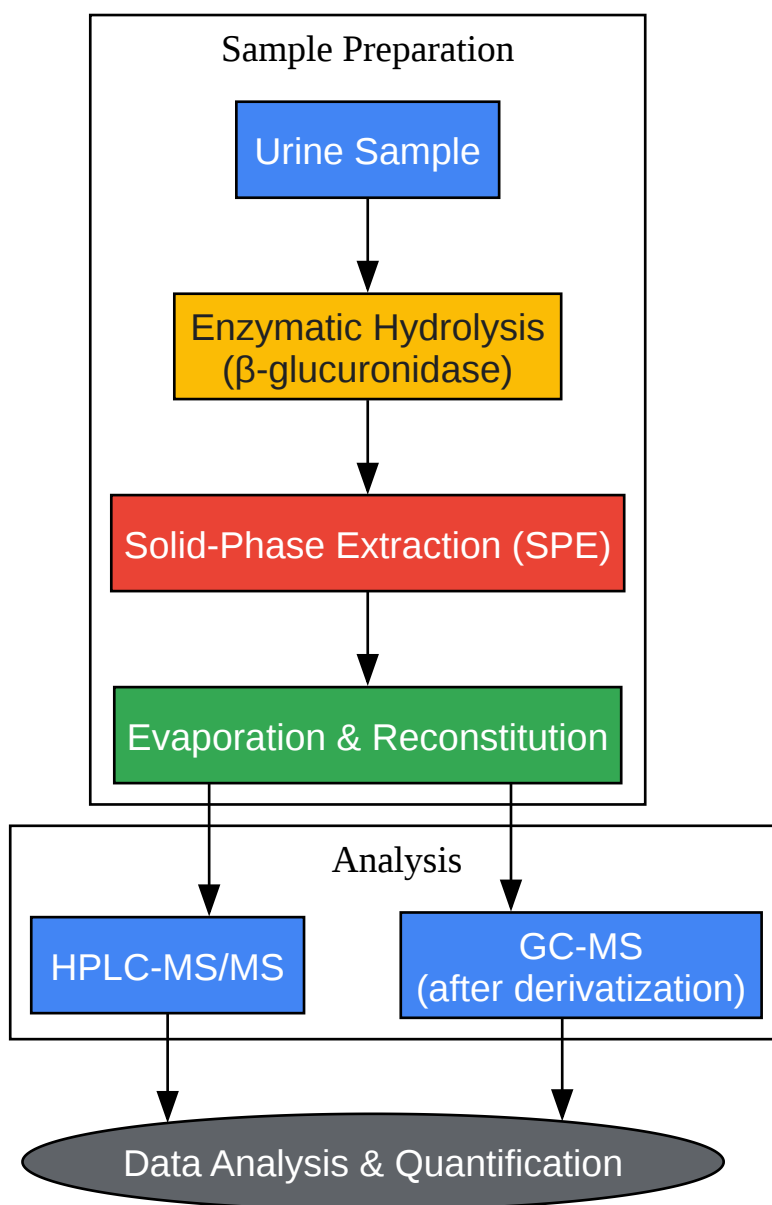 Sample Preparation
Urine Sample
Enzymatic Hydrolysis
(β-glucuronidase)
Solid-Phase Extraction (SPE)
Evaporation & Reconstitution
Analysis
HPLC-MS/MS
GC-MS
(after derivatization)
Data Analysis & Quantification